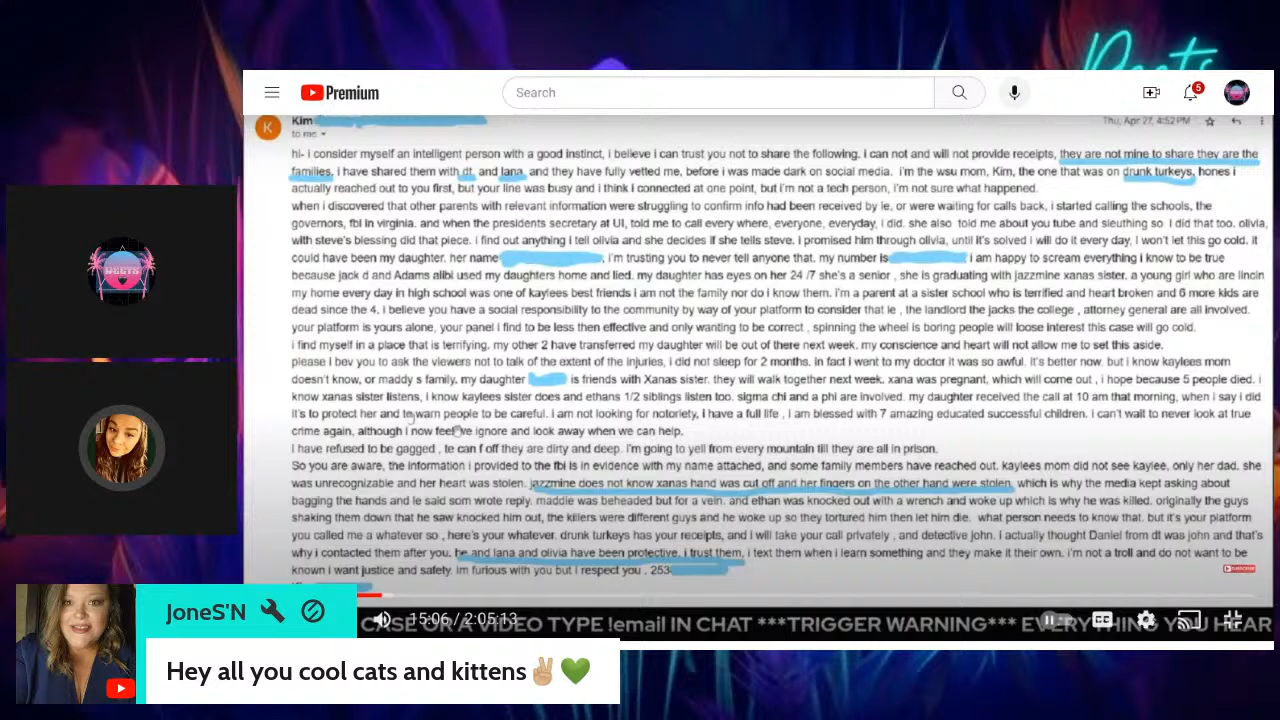 Premium
Search
5
K
Kim
Thu, Apr 27, 4:52 PM
to me
hi- i consider myself an intelligent person with a good instinct, i believe i can trust you not to share the following. i can not and will not provide receipts, they are not mine to share they are the
families. i have shared them with dt, and lana, and they have fully vetted me, before i was made dark on social media. i'm the wsu mom, Kim, the one that was on drunk turkeys, hones i
actually reached out to you first, but your line was busy and i think i connected at one point, but i'm not a tech person, i'm not sure what happened.
when i discovered that other parents with relevant information were struggling to confirm info had been received by le, or were waiting for calls back, i started calling the schools, the
governors, fbi in virginia. and when the presidents secretary at UI, told me to call every where, everyone, everyday, i did. she also told me about you tube and sleuthing so i did that too. olivia,
with steve's blessing did that piece. i find out anything i tell olivia and she decides if she tells steve. i promised him through olivia, until it's solved i will do it every day, I won't let this go cold. it
could have been my daughter. her name i'm trusting you to never tell anyone that. my number is i am happy to scream everything i know to be true
because jack d and Adams alibi used my daughters home and lied. my daughter has eyes on her 24 /7 she's a senior , she is graduating with jazzmine xanas sister. a young girl who are lincin
my home every day in high school was one of kaylees best friends i am not the family nor do i know them. i'm a parent at a sister school who is terrified and heart broken and 6 more kids are
dead since the 4. i believe you have a social responsibility to the community by way of your platform to consider that le , the landlord the jacks the college , attorney general are all involved.
your platform is yours alone, your panel i find to be less then effective and only wanting to be correct , spinning the wheel is boring people will loose interest this case will go cold.
i find myself in a place that is terrifying. my other 2 have transferred my daughter will be out of there next week. my conscience and heart will not allow me to set this aside.
please i bev you to ask the viewers not to talk of the extent of the injuries, i did not sleep for 2 months. in fact i went to my doctor it was so awful. it's better now. but i know kaylees mom
doesn't know, or maddy s family. my daughter is friends with Xanas sister. they will walk together next week. xana was pregnant, which will come out , i hope because 5 people died. i
know xanas sister listens, i know kaylees sister does and ethans 1/2 siblings listen too. sigma chi and a phi are involved. my daughter received the call at 10 am that morning, when i say i did
it's to protect her and to warn people to be careful. i am not looking for notoriety, i have a full life , i am blessed with 7 amazing educated successful children. i can't wait to never look at true
crime again, although i now feel we ignore and look away when we can help.
I have refused to be gagged , te can f off they are dirty and deep. i'm going to yell from every mountain till they are all in prison.
So you are aware, the information i provided to the fbi is in evidence with my name attached, and some family members have reached out. kaylees mom did not see kaylee, only her dad. she
was unrecognizable and her heart was stolen. jazzmine does not know xanas hand was cut off and her fingers on the other hand were stolen, which is why the media kept asking about
bagging the hands and le said som wrote reply. maddie was beheaded but for a vein. and ethan was knocked out with a wrench and woke up which is why he was killed. originally the guys
shaking them down that he saw knocked him out, the killers were different guys and he woke up so they tortured him then let him die. what person needs to know that. but it's your platform
you called me a whatever so , here's your whatever. drunk turkeys has your receipts, and i will take your call privately , and detective john. i actually thought Daniel from dt was john and that's
why i contacted them after you. he and lana and olivia have been protective. i trust them, i text them when i learn something and they make it their own. i'm not a troll and do not want to be
known i want justice and safety. im furious with you but I respect you . 253
SUBSCRIBE
15:06 / 2:05:13
CASE OR A VIDEO TYPE !email IN CHAT ***TRIGGER WARNING*** EVERYTHING YOU HEAR
JoneS'N
Hey all you cool cats and kittens✌🏼💚